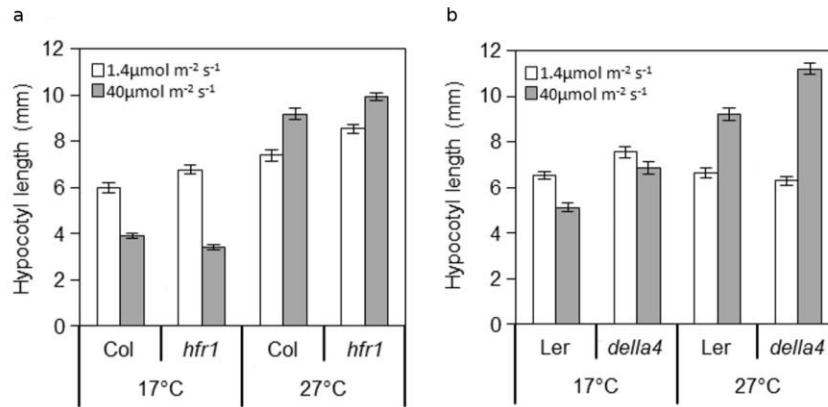 a
12
10
8
6
4
2
0
Hypocotyl length (mm)
1.4μmol m⁻² s⁻¹
40μmol m⁻² s⁻¹
Col hfr1 Col hfr1
17°C 27°C
b
12
10
8
6
4
2
0
Hypocotyl length (mm)
1.4μmol m⁻² s⁻¹
40μmol m⁻² s⁻¹
Ler della4 Ler della4
17°C 27°C